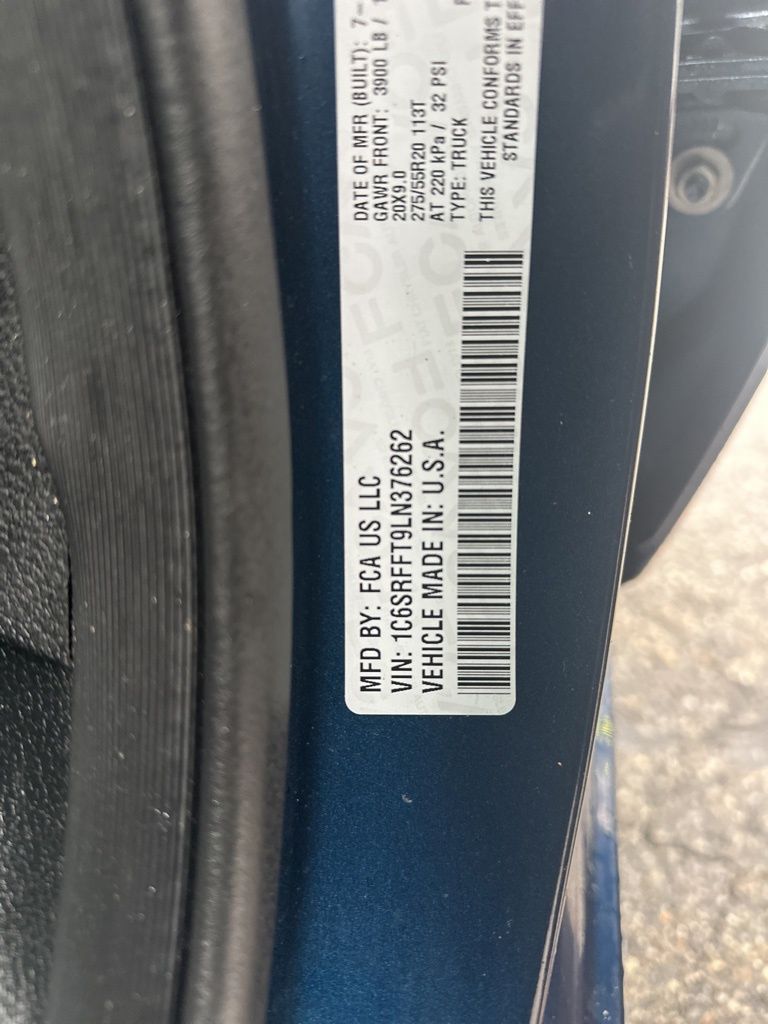 MFD BY: FCA US LLC
VIN: 1C6SRFFT9LN376262
VEHICLE MADE IN: U.S.A.
DATE OF MFR (BUILT): 7-
GAWR FRONT: 3900 LB /
20X9.0
275/55R20 113T
AT 220 kPa / 32 PSI
TYPE: TRUCK
THIS VEHICLE CONFORMS T
STANDARDS IN EFF